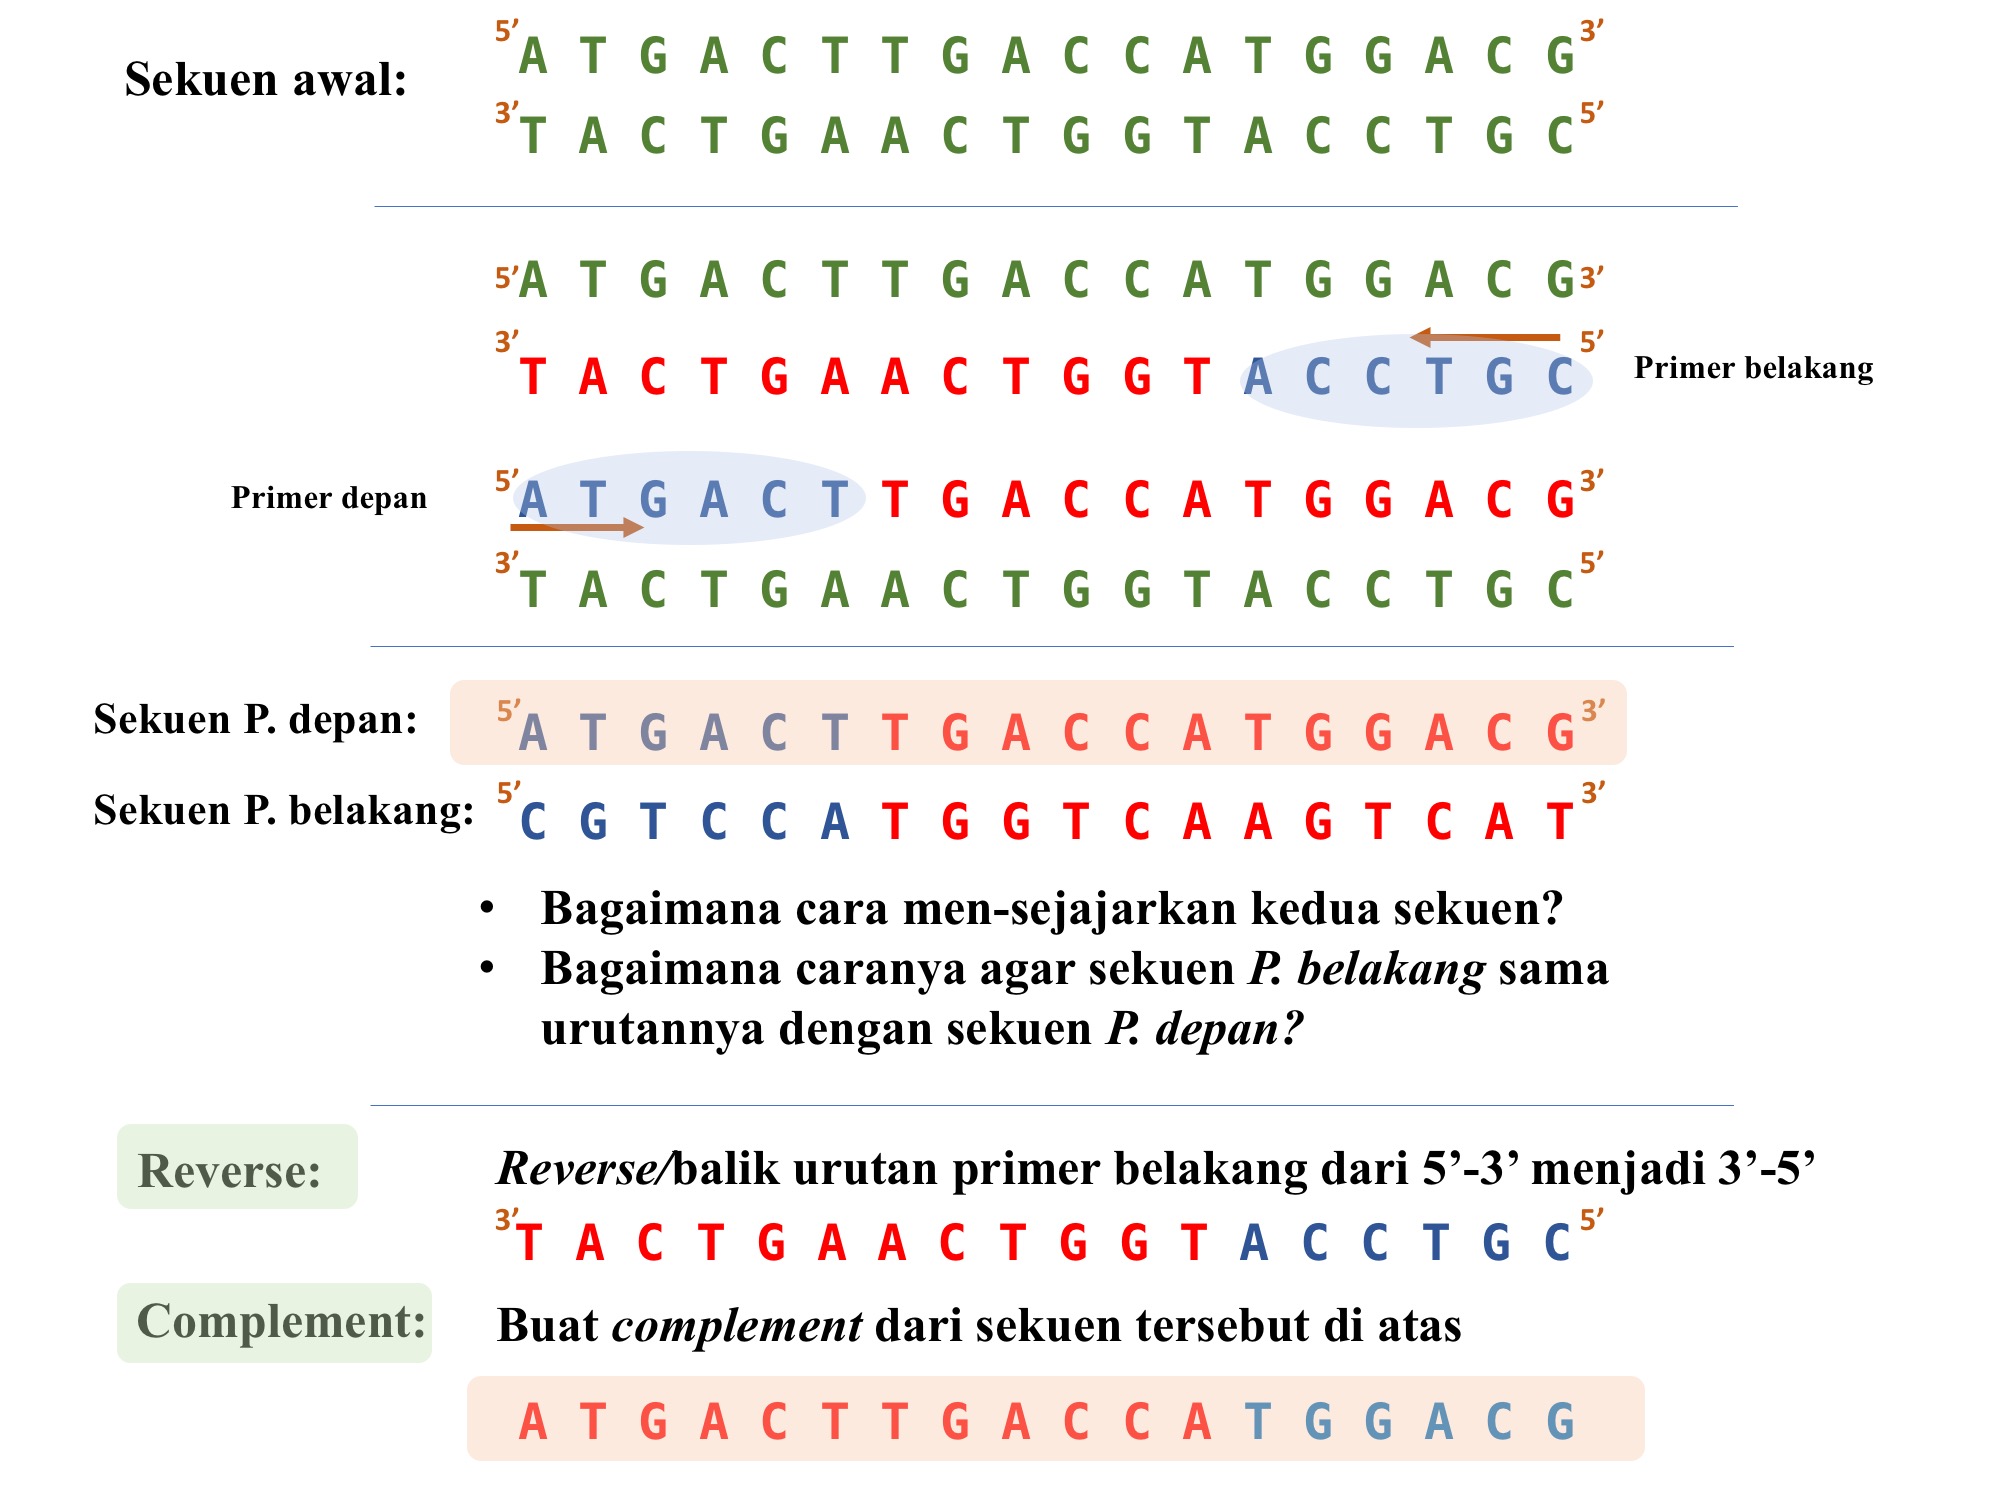 5’ A T G A C T T G A C C A T G G A C G 3’
Sekuen awal:
3’ T A C T G A A C T G G T A C C T G C 5’
5’ A T G A C T T G A C C A T G G A C G 3’
3’ T A C T G A A C T G G T A C C T G C 5’
Primer belakang
Primer depan
5’ A T G A C T T G A C C A T G G A C G 3’
3’ T A C T G A A C T G G T A C C T G C 5’
Sekuen P. depan: 5’ A T G A C T T G A C C A T G G A C G 3’
Sekuen P. belakang: 5’ C G T C C A T G G T C A A G T C A T 3’
• Bagaimana cara men-sejajarkan kedua sekuen?
• Bagaimana caranya agar sekuen P. belakang sama
urutannya dengan sekuen P. depan?
Reverse: Reverse/balik urutan primer belakang dari 5’-3’ menjadi 3’-5’
3’ T A C T G A A C T G G T A C C T G C 5’
Complement: Buat complement dari sekuen tersebut di atas
A T G A C T T G A C C A T G G A C G